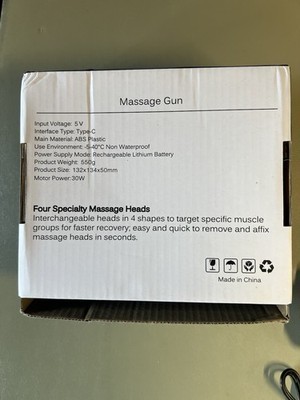 Massage Gun
Input Voltage: 5V
Interface Type: Type-C
Main Material: ABS Plastic
Use Environment: -5-40°C Non Waterproof
Power Supply Mode: Rechargeable Lithium Battery
Product Weight: 550g
Product Size: 132x134x50mm
Motor Power:30W
Four Specialty Massage Heads
Interchangeable heads in 4 shapes to target specific muscle
groups for faster recovery; easy and quick to remove and affix
massage heads in seconds.
Made in China